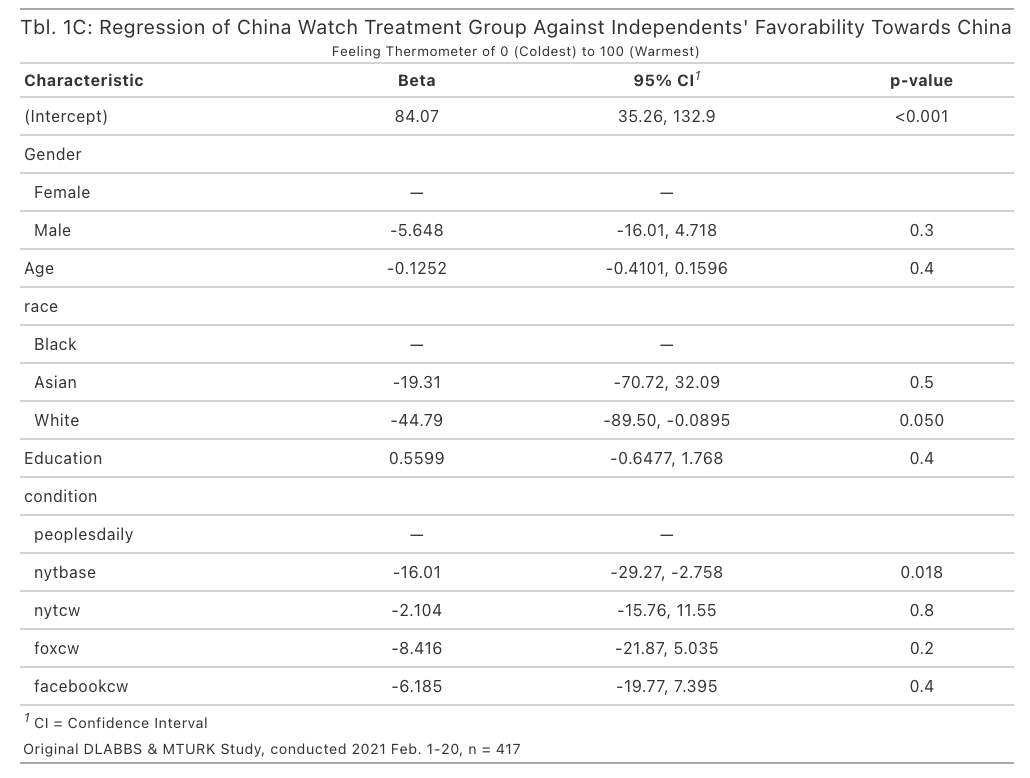 Tbl. 1C: Regression of China Watch Treatment Group Against Independents' Favorability Towards China
Feeling Thermometer of 0 (Coldest) to 100 (Warmest)
Characteristic Beta 95% CI¹ p-value
(Intercept) 84.07 35.26, 132.9 <0.001
Gender
Female — —
Male -5.648 -16.01, 4.718 0.3
Age -0.1252 -0.4101, 0.1596 0.4
race
Black — —
Asian -19.31 -70.72, 32.09 0.5
White -44.79 -89.50, -0.0895 0.050
Education 0.5599 -0.6477, 1.768 0.4
condition
peoplesdaily — —
nytbase -16.01 -29.27, -2.758 0.018
nytcw -2.104 -15.76, 11.55 0.8
foxcw -8.416 -21.87, 5.035 0.2
facebookcw -6.185 -19.77, 7.395 0.4
¹ CI = Confidence Interval
Original DLABBS & MTURK Study, conducted 2021 Feb. 1-20, n = 417